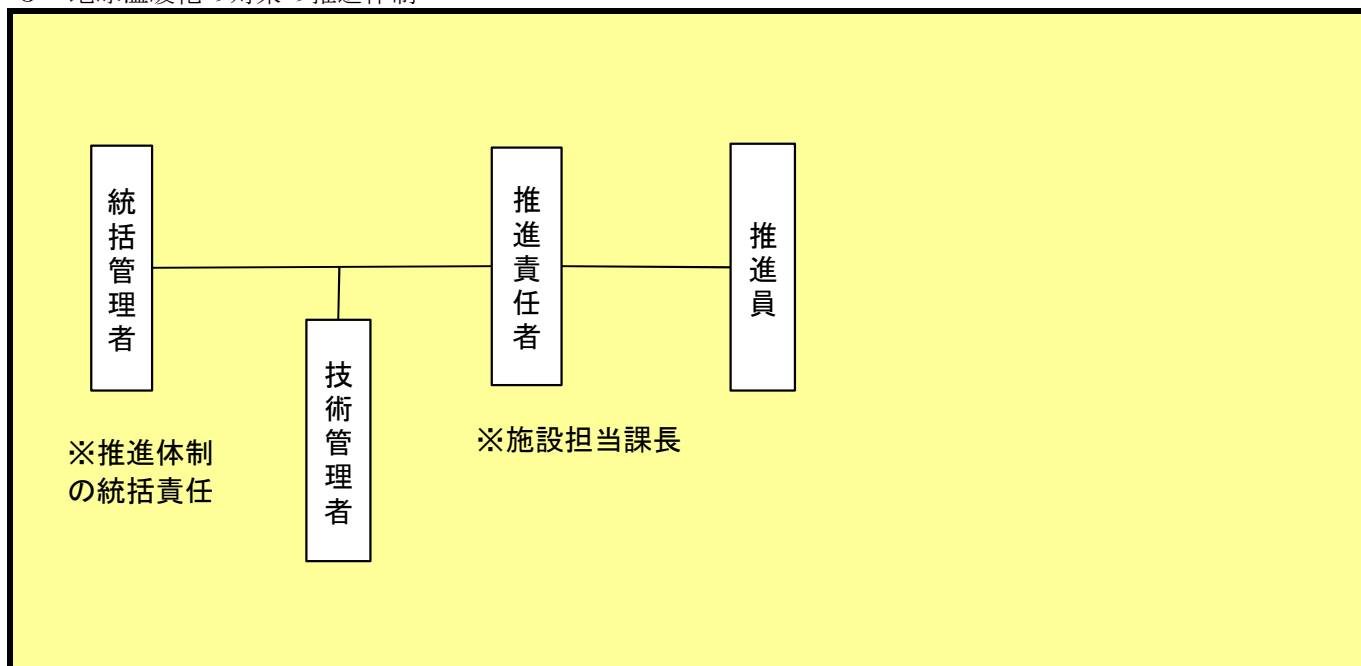 統括管理者
技術管理者
推進責任者
推進員
※推進体制
の統括責任
※施設担当課長